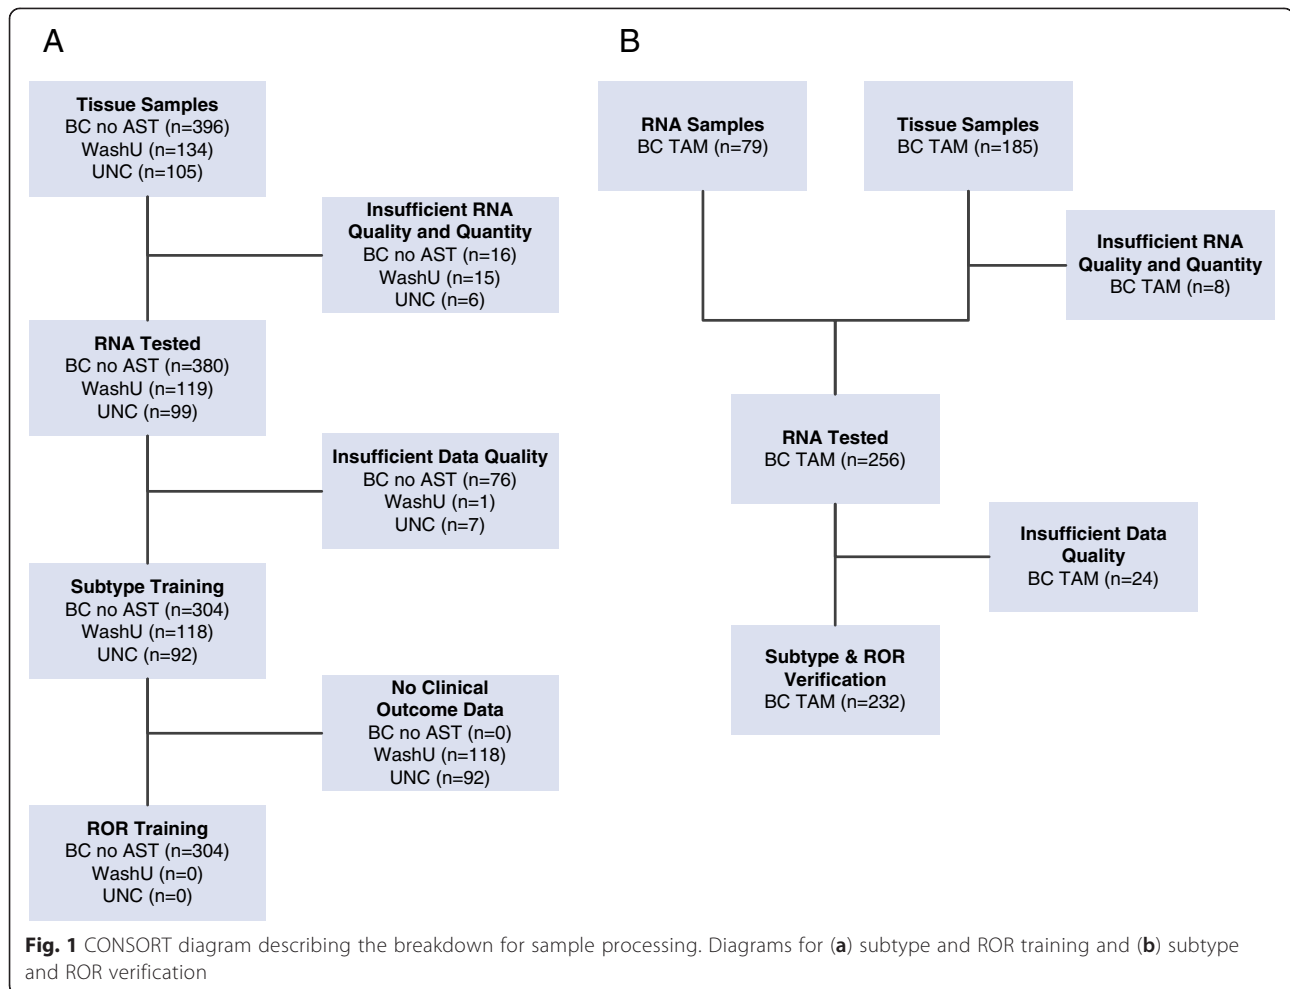 A
Tissue Samples
BC no AST (n=396)
WashU (n=134)
UNC (n=105)
Insufficient RNA
Quality and Quantity
BC no AST (n=16)
WashU (n=15)
UNC (n=6)
RNA Tested
BC no AST (n=380)
WashU (n=119)
UNC (n=99)
Insufficient Data Quality
BC no AST (n=76)
WashU (n=1)
UNC (n=7)
Subtype Training
BC no AST (n=304)
WashU (n=118)
UNC (n=92)
No Clinical
Outcome Data
BC no AST (n=0)
WashU (n=118)
UNC (n=92)
ROR Training
BC no AST (n=304)
WashU (n=0)
UNC (n=0)
B
RNA Samples
BC TAM (n=79)
Tissue Samples
BC TAM (n=185)
Insufficient RNA
Quality and Quantity
BC TAM (n=8)
RNA Tested
BC TAM (n=256)
Insufficient Data
Quality
BC TAM (n=24)
Subtype & ROR
Verification
BC TAM (n=232)
Fig. 1 CONSORT diagram describing the breakdown for sample processing. Diagrams for (a) subtype and ROR training and (b) subtype
and ROR verification